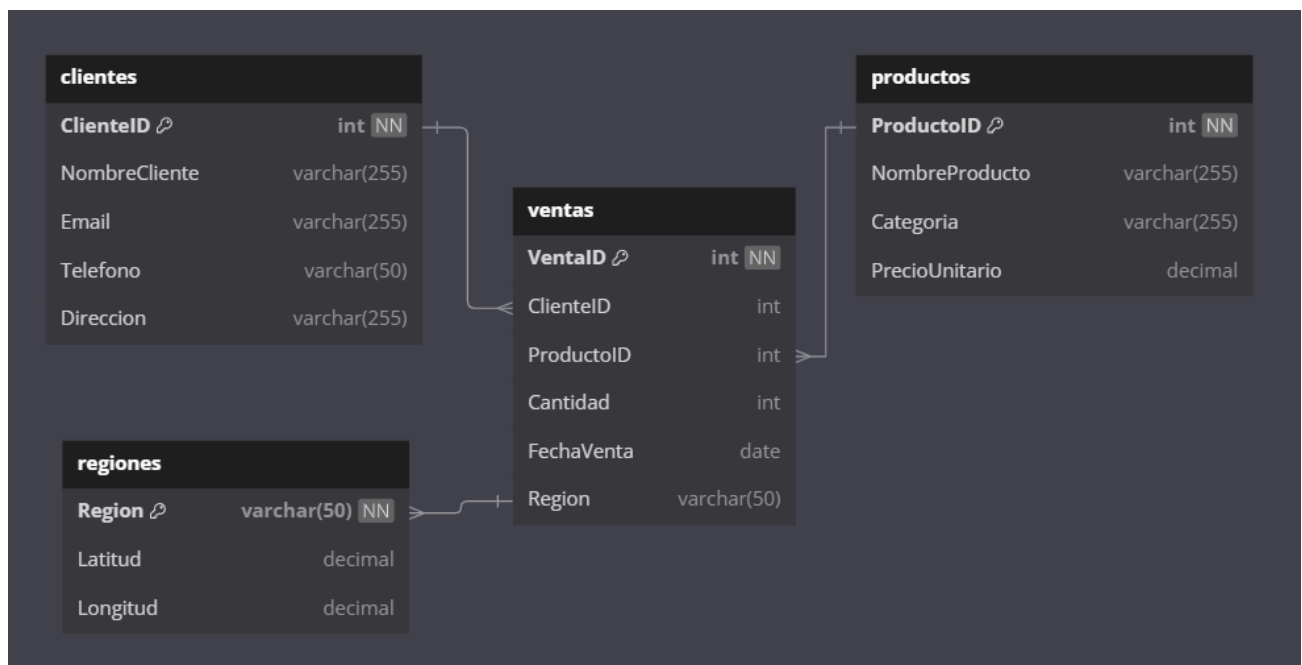 clientes
ClienteID int NN
NombreCliente varchar(255)
Email varchar(255)
Telefono varchar(50)
Direccion varchar(255)
productos
ProductoID int NN
NombreProducto varchar(255)
Categoria varchar(255)
PrecioUnitario decimal
ventas
VentaID int NN
ClienteID int
ProductoID int
Cantidad int
FechaVenta date
Region varchar(50)
regiones
Region varchar(50) NN
Latitud decimal
Longitud decimal